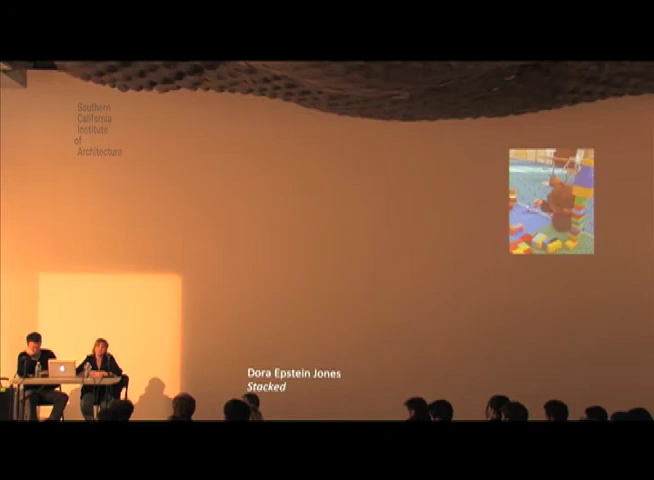 Southern
California
Institute
of
Architecture
Dora Epstein Jones
Stacked